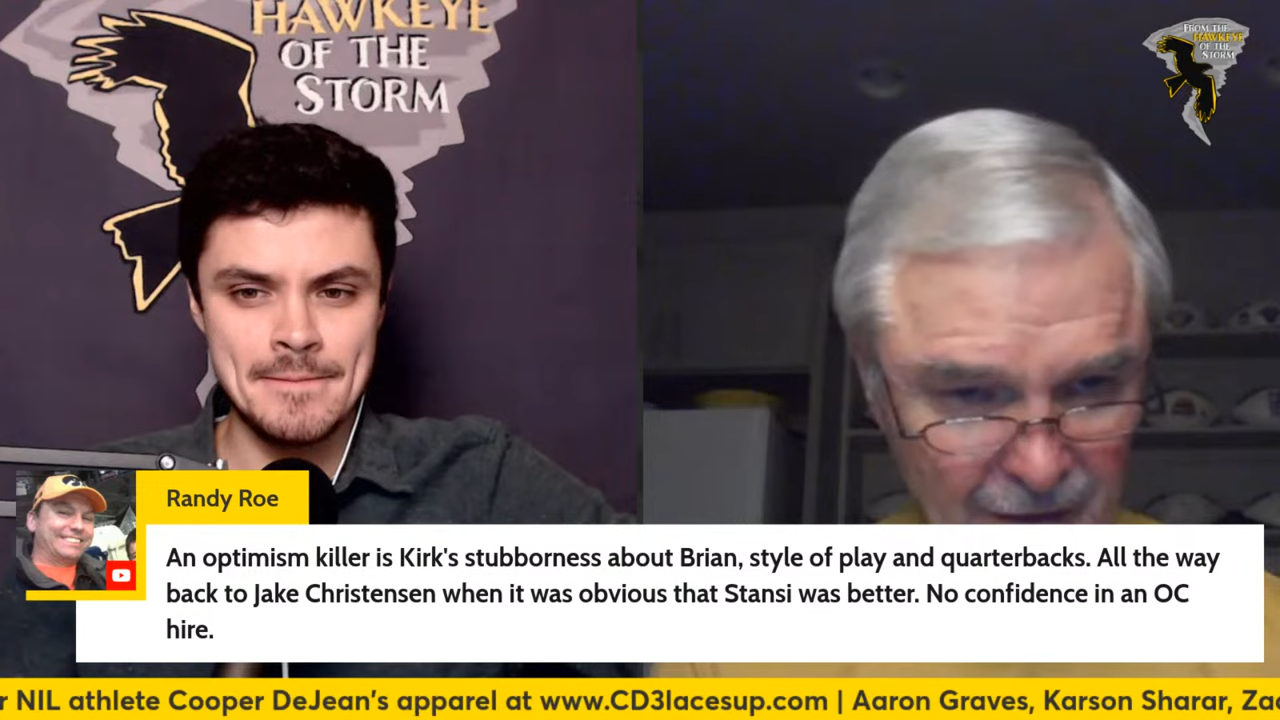 HAWKEYE
OF THE
STORM
FROM THE
HAWKEYE
OF THE
STORM
Randy Roe
An optimism killer is Kirk's stubborness about Brian, style of play and quarterbacks. All the way
back to Jake Christensen when it was obvious that Stansi was better. No confidence in an OC
hire.
r NIL athlete Cooper DeJean's apparel at www.CD3lacesup.com | Aaron Graves, Karson Sharar, Za